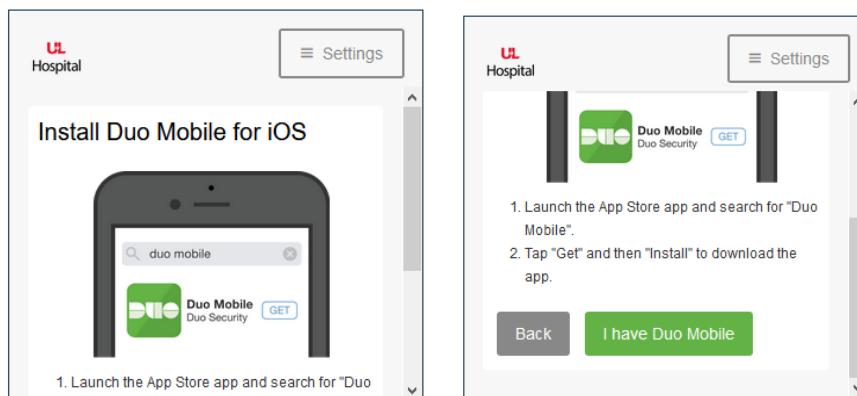 UL
Hospital
≡ Settings
Install Duo Mobile for iOS
duo mobile
DUO
Duo Mobile
Duo Security
GET
1. Launch the App Store app and search for "Duo
UL
Hospital
≡ Settings
DUO
Duo Mobile
Duo Security
GET
1. Launch the App Store app and search for "Duo
Mobile".
2. Tap "Get" and then "Install" to download the
app.
Back
I have Duo Mobile